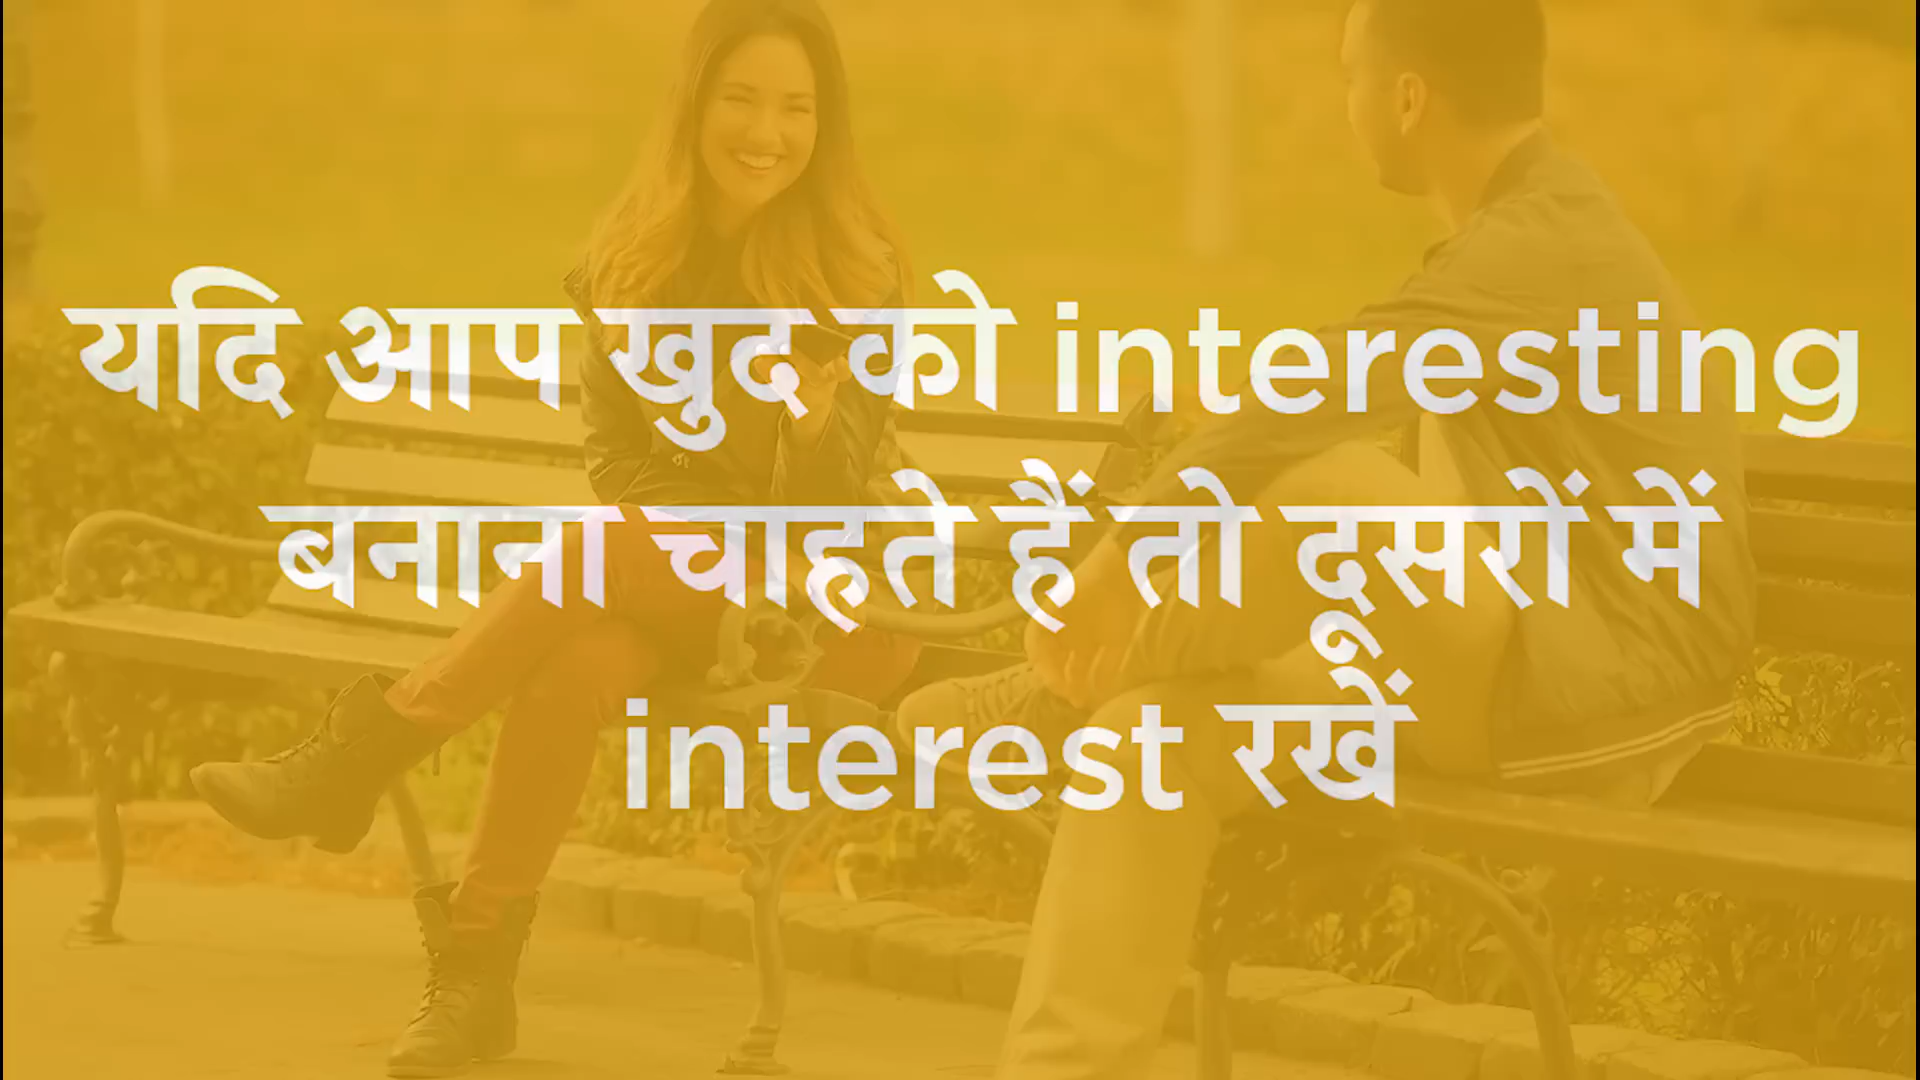 यदि आप खुद को interesting
बनाना चाहते हैं तो दूसरों में
interest रखें